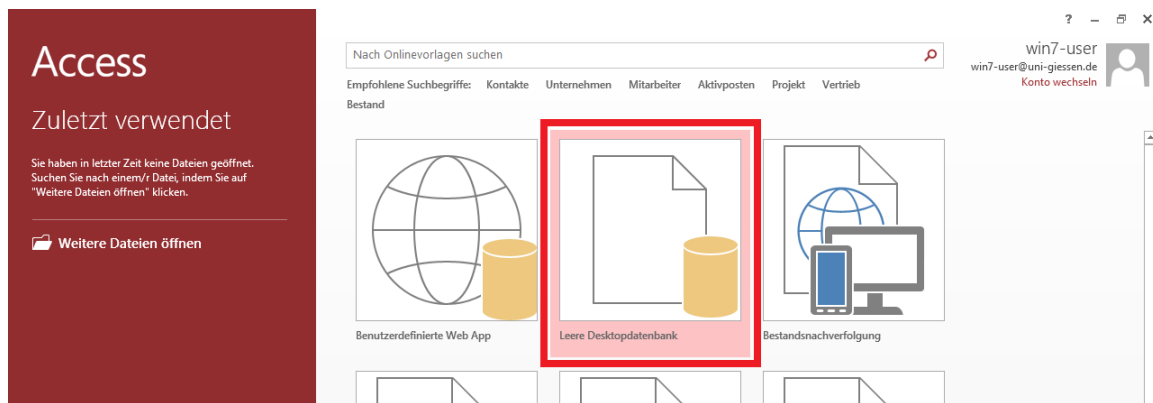 Access
Zuletzt verwendet
Sie haben in letzter Zeit keine Dateien geöffnet.
Suchen Sie nach einem/r Datei, indem Sie auf
"Weitere Dateien öffnen" klicken.
Weitere Dateien öffnen
?
Nach Onlinevorlagen suchen
win7-user
win7-user@uni-giessen.de
Konto wechseln
Empfohlene Suchbegriffe: Kontakte Unternehmen Mitarbeiter Aktivposten Projekt Vertrieb
Bestand
Benutzerdefinierte Web App
Leere Desktopdatenbank
Bestandsnachverfolgung